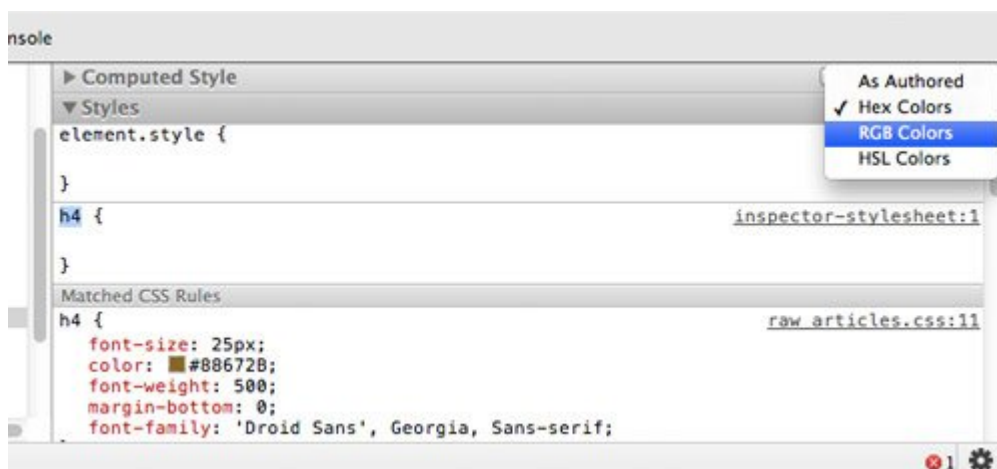 nsole
▶ Computed Style
As Authored
✓ Hex Colors
RGB Colors
HSL Colors
▼ Styles
element.style {
}
h4 {
inspector-stylesheet:1
}
Matched CSS Rules
h4 {
raw articles.css:11
font-size: 25px;
color: #88672B;
font-weight: 500;
margin-bottom: 0;
font-family: 'Droid Sans', Georgia, Sans-serif;
1